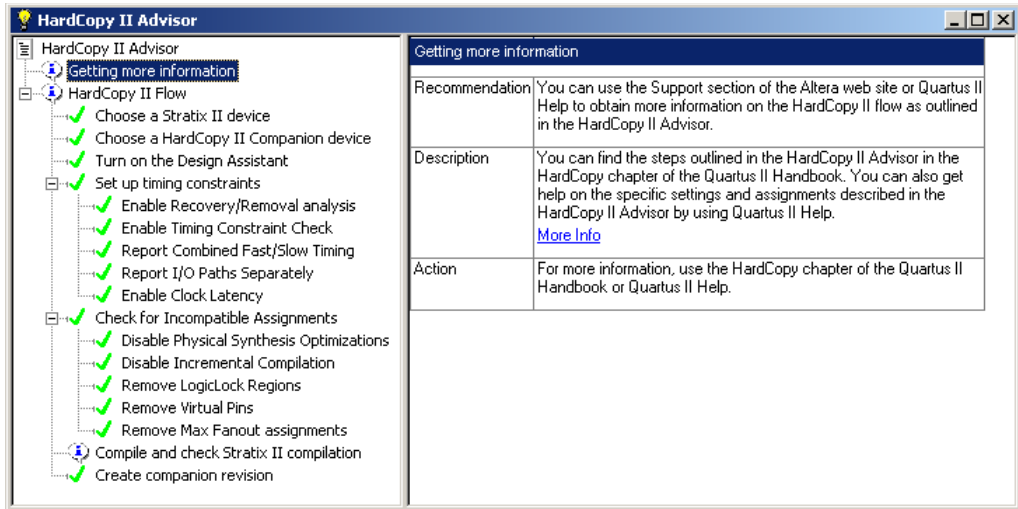 HardCopy II Advisor
HardCopy II Advisor
Getting more information
HardCopy II Flow
Choose a Stratix II device
Choose a HardCopy II Companion device
Turn on the Design Assistant
Set up timing constraints
Enable Recovery/Removal analysis
Enable Timing Constraint Check
Report Combined Fast/Slow Timing
Report I/O Paths Separately
Enable Clock Latency
Check for Incompatible Assignments
Disable Physical Synthesis Optimizations
Disable Incremental Compilation
Remove LogicLock Regions
Remove Virtual Pins
Remove Max Fanout assignments
Compile and check Stratix II compilation
Create companion revision
Getting more information
Recommendation
You can use the Support section of the Altera web site or Quartus II
Help to obtain more information on the HardCopy II flow as outlined
in the HardCopy II Advisor.
Description
You can find the steps outlined in the HardCopy II Advisor in the
HardCopy chapter of the Quartus II Handbook. You can also get
help on the specific settings and assignments described in the
HardCopy II Advisor by using Quartus II Help.
More Info
Action
For more information, use the HardCopy chapter of the Quartus II
Handbook or Quartus II Help.